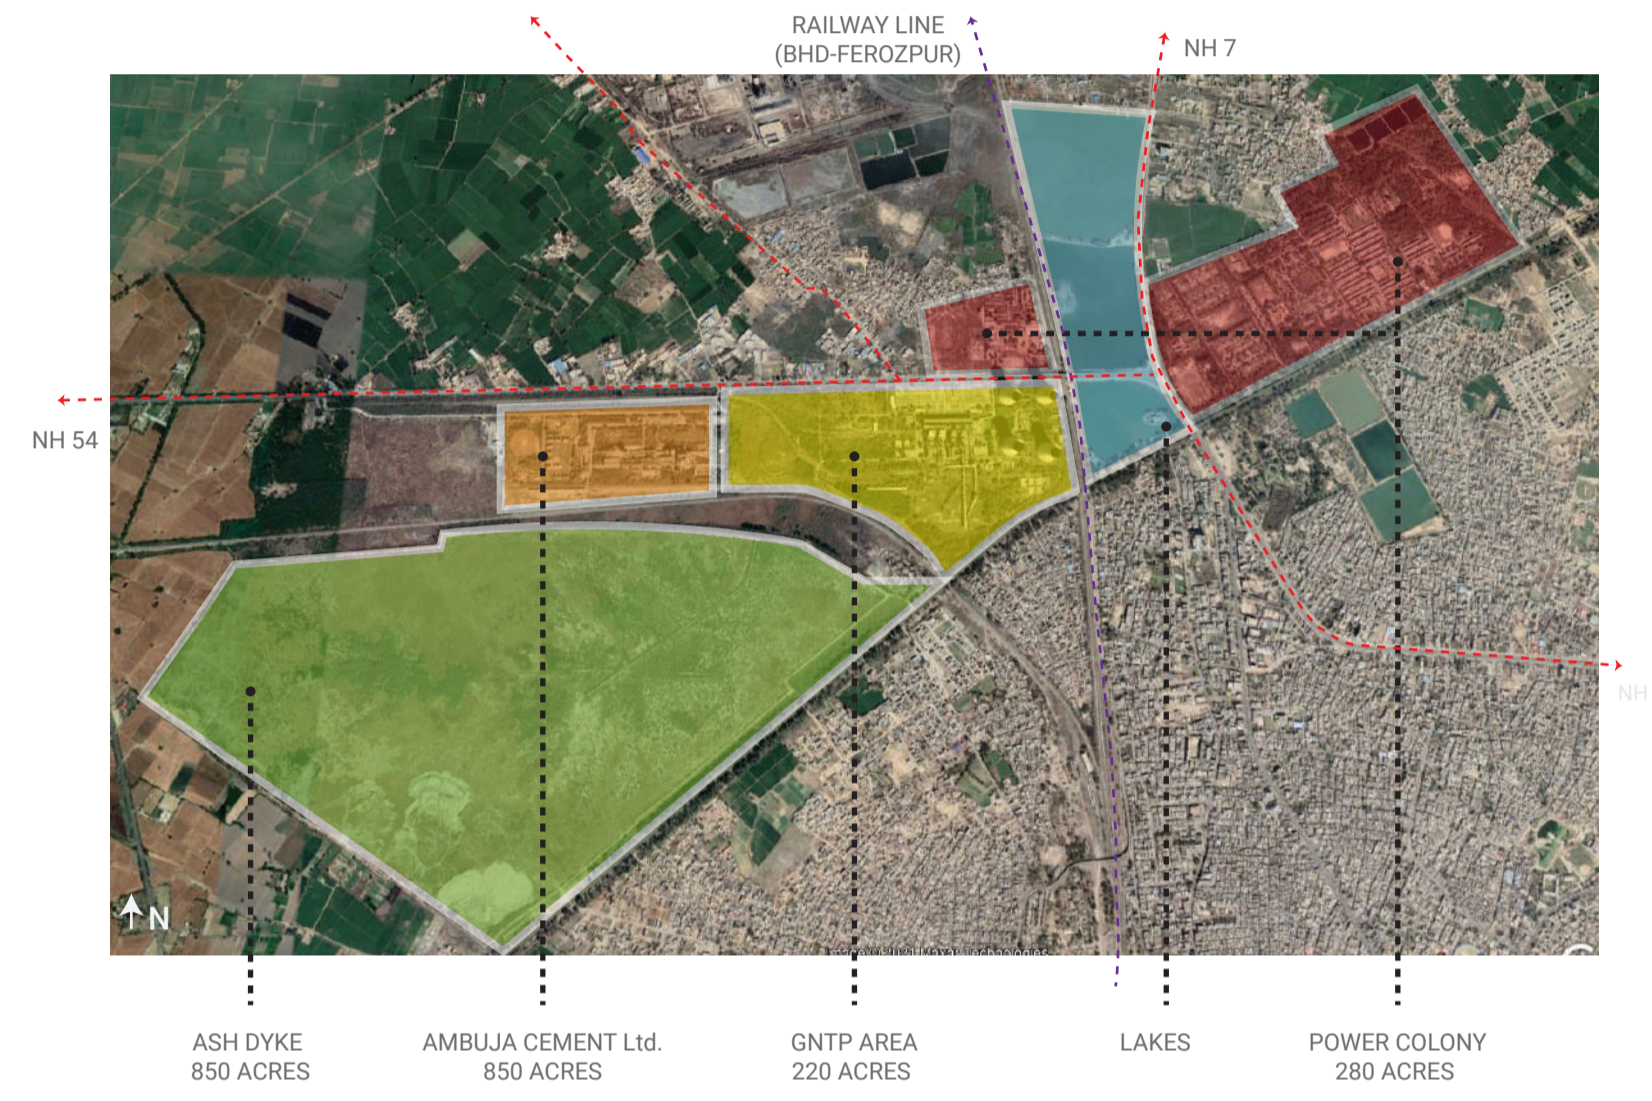 RAILWAY LINE
(BHD-FEROZPUR)
NH 7
NH 54
NH
N
ASH DYKE
850 ACRES
AMBUJA CEMENT Ltd.
850 ACRES
GNTP AREA
220 ACRES
LAKES
POWER COLONY
280 ACRES